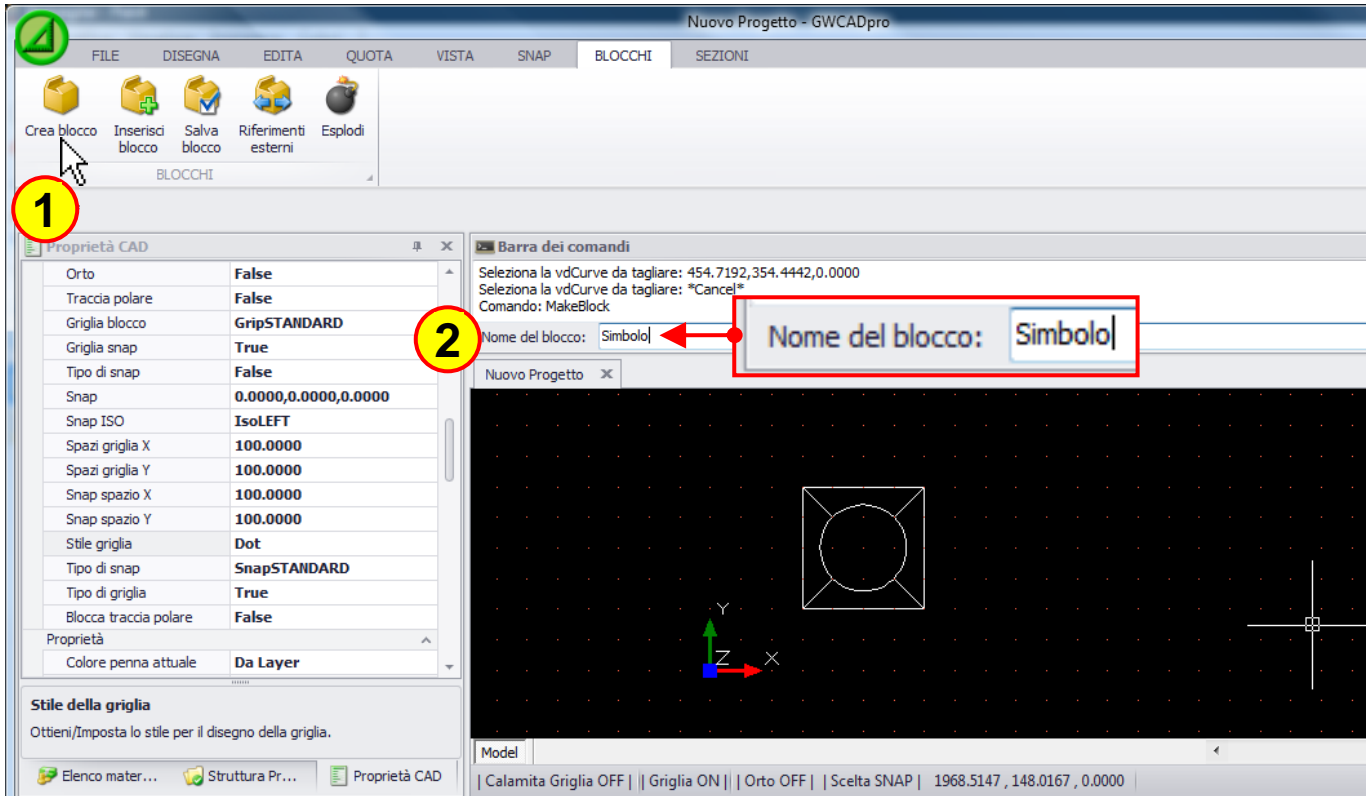 Nuovo Progetto - GWCADpro
FILE DISEGNA EDITA QUOTA VISTA SNAP BLOCCHI SEZIONI
Crea blocco Inserisci blocco Salva blocco Riferimenti esterni Esplodi
BLOCCHI
1
Proprietà CAD
Orto False
Traccia polare False
Griglia blocco GripSTANDARD
Griglia snap True
Tipo di snap False
Snap 0.0000,0.0000,0.0000
Snap ISO IsoLEFT
Spazi griglia X 100.0000
Spazi griglia Y 100.0000
Snap spazio X 100.0000
Snap spazio Y 100.0000
Stile griglia Dot
Tipo di snap SnapSTANDARD
Tipo di griglia True
Blocca traccia polare False
Proprietà
Colore penna attuale Da Layer
Stile della griglia
Ottieni/Imposta lo stile per il disegno della griglia.
Elenco mater... Struttura Pr... Proprietà CAD
Barra dei comandi
Seleziona la vdCurve da tagliare: 454.7192,354.4442,0.0000
Seleziona la vdCurve da tagliare: *Cancel*
Comando: MakeBlock
2
Nome del blocco: Simbolo
Nome del blocco: Simbolo
Nuovo Progetto
Y
Z X
Model
| Calamita Griglia OFF | | Griglia ON | | Orto OFF | | Scelta SNAP | 1968.5147 , 148.0167 , 0.0000